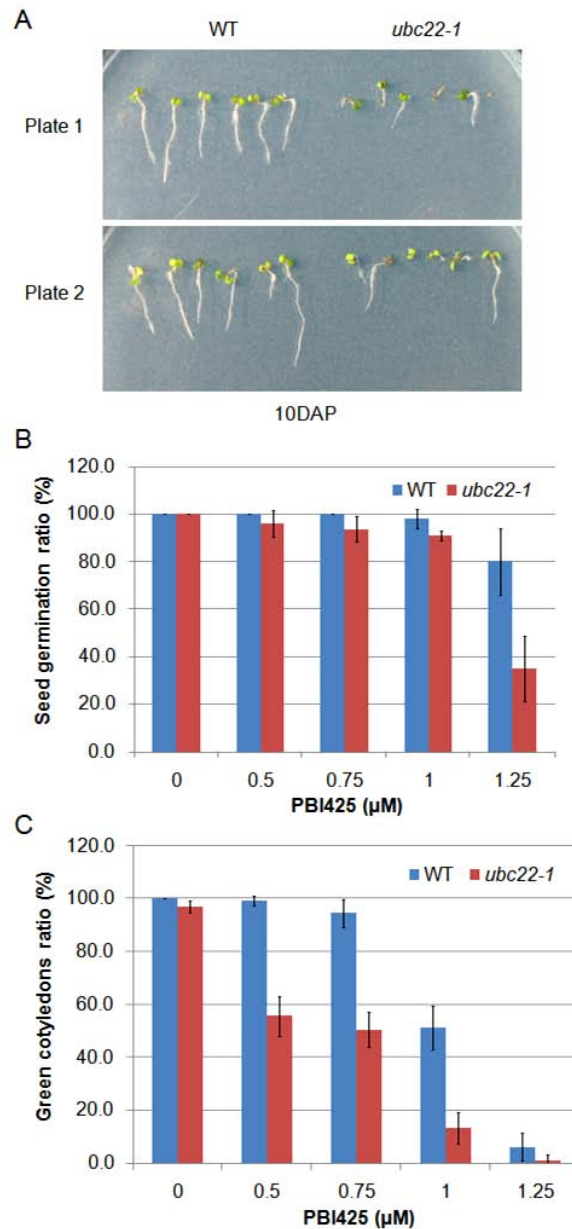 A
WT ubc22-1
Plate 1
Plate 2
10DAP
B
120.0
100.0
80.0
60.0
40.0
20.0
0.0
Seed germination ratio (%)
WT ubc22-1
0 0.5 0.75 1 1.25
PBI425 (µM)
C
120.0
100.0
80.0
60.0
40.0
20.0
0.0
Green cotyledons ratio (%)
WT ubc22-1
0 0.5 0.75 1 1.25
PBI425 (µM)